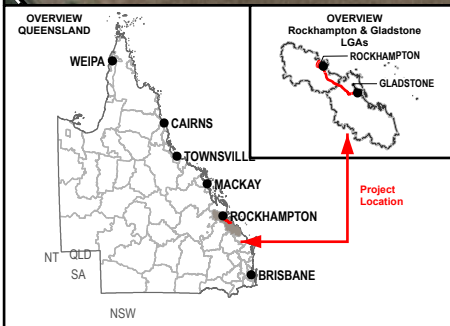 OVERVIEW
QUEENSLAND
WEIPA
CAIRNS
TOWNSVILLE
MACKAY
ROCKHAMPTON
BRISBANE
NT
QLD
SA
NSW
OVERVIEW
Rockhampton & Gladstone
LGAs
ROCKHAMPTON
GLADSTONE
Project
Location